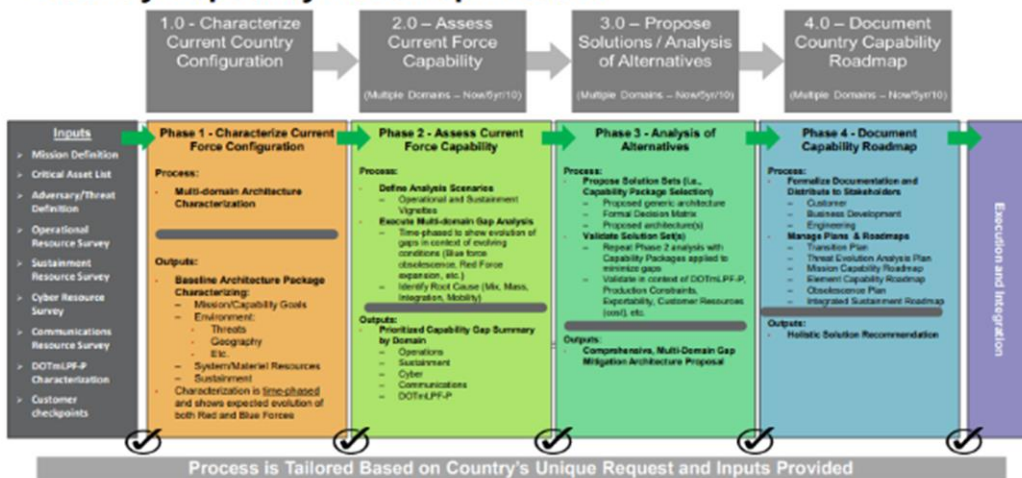 1.0 - Characterize
Current Country
Configuration
2.0 – Assess
Current Force
Capability
(Multiple Domains – Now/5yr/10)
3.0 – Propose
Solutions / Analysis
of Alternatives
(Multiple Domains – Now/5yr/10)
4.0 – Document
Country Capability
Roadmap
(Multiple Domains – Now/5yr/10)
Inputs
Mission Definition
Critical Asset List
Adversary/Threat
Definition
Operational
Resource Survey
Sustainment
Resource Survey
Cyber Resource
Survey
Communications
Resource Survey
DOTmLPF-P
Characterization
Customer
checkpoints
Phase 1 - Characterize Current
Force Configuration
Process:
- Multi-domain Architecture
Characterization
Outputs:
- Baseline Architecture Package
Characterizing:
– Mission/Capability Goals
– Environment:
- Threats
- Geography
- Etc.
– System/Materiel Resources
– Sustainment
- Characterization is time-phased
and shows expected evolution of
both Red and Blue Forces
Phase 2 - Assess Current
Force Capability
Process:
- Define Analysis Scenarios
– Operational and Sustainment
Vignettes
- Execute Multi-domain Gap Analysis
– Time-phased to show evolution of
gaps in context of evolving
conditions (Blue force
obsolescence, Red Force
expansion, etc.)
– Identify Root Cause (Mix, Mass,
Integration, Mobility)
Outputs:
- Prioritized Capability Gap Summary
by Domain
– Operations
– Sustainment
– Cyber
– Communications
– DOTmLPF-P
Phase 3 - Analysis of
Alternatives
Process:
- Propose Solution Sets (i.e.,
Capability Package Selection)
– Proposed generic architecture
– Formal Decision Matrix
– Proposed architecture(s)
- Validate Solution Set(s)
– Repeat Phase 2 analysis with
Capability Packages applied to
minimize gaps
– Validate in context of DOTmLPF-P,
Production Constraints,
Exportability, Customer Resources
(cost), etc.
Outputs:
- Comprehensive, Multi-Domain Gap
Mitigation Architecture Proposal
Phase 4 - Document
Capability Roadmap
Process:
- Formalize Documentation and
Distribute to Stakeholders
– Customer
– Business Development
– Engineering
- Manage Plans & Roadmaps
– Transition Plan
– Threat Evolution Analysis Plan
– Mission Capability Roadmap
– Element Capability Roadmap
– Obsolescence Plan
– Integrated Sustainment Roadmap
Outputs:
- Holistic Solution Recommendation
Execution and Integration
Process is Tailored Based on Country's Unique Request and Inputs Provided